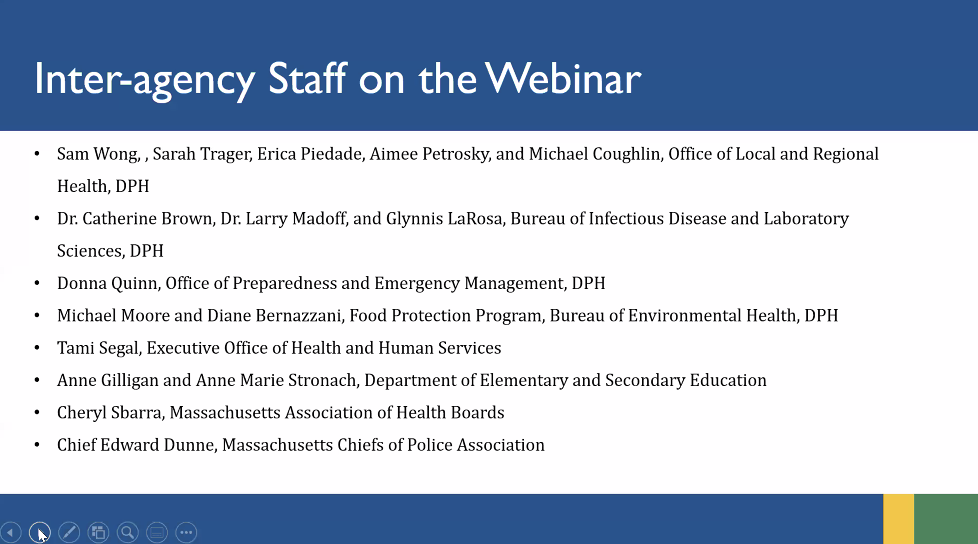 Inter-agency Staff on the Webinar
• Sam Wong, , Sarah Trager, Erica Piedade, Aimee Petrosky, and Michael Coughlin, Office of Local and Regional
Health, DPH
• Dr. Catherine Brown, Dr. Larry Madoff, and Glynnis LaRosa, Bureau of Infectious Disease and Laboratory
Sciences, DPH
• Donna Quinn, Office of Preparedness and Emergency Management, DPH
• Michael Moore and Diane Bernazzani, Food Protection Program, Bureau of Environmental Health, DPH
• Tami Segal, Executive Office of Health and Human Services
• Anne Gilligan and Anne Marie Stronach, Department of Elementary and Secondary Education
• Cheryl Sbarra, Massachusetts Association of Health Boards
• Chief Edward Dunne, Massachusetts Chiefs of Police Association